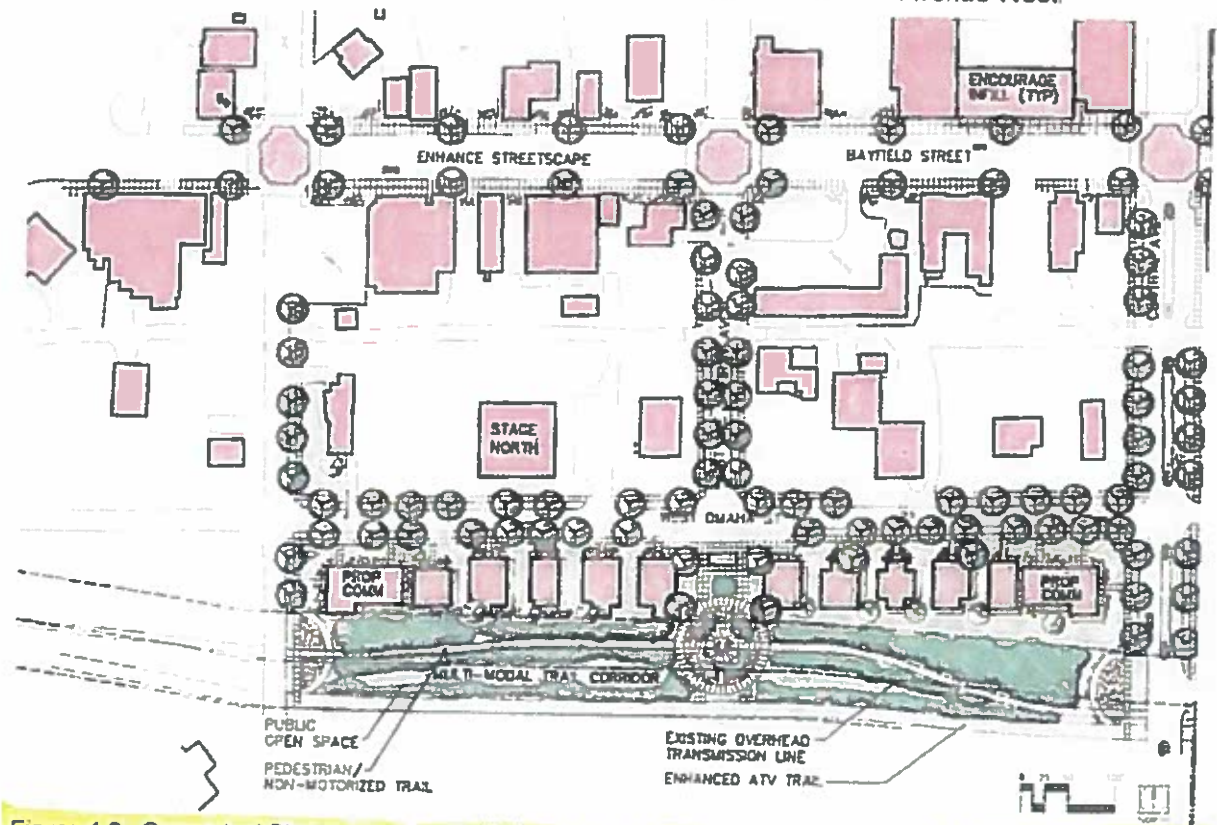 ENCOURAGE
INFILL (TYP)
ENHANCE STREETSCAPE
BAYFIELD STREET
STAGE
NORTH
OMAHA
PROP
COMM
PROP
COMM
MULTI-MODAL TRAIL CORRIDOR
PUBLIC
OPEN SPACE
PEDESTRIAN/
NON-MOTORIZED TRAIL
EXISTING OVERHEAD
TRANSMISSION LINE
ENHANCED ATV TRAIL